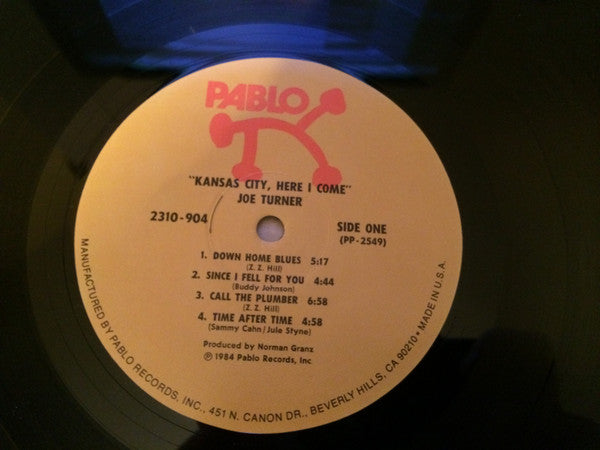 PABLO
"KANSAS CITY, HERE I COME"
JOE TURNER
2310-904
SIDE ONE
(PP-2549)
1. DOWN HOME BLUES 5:17
(Z. Z. Hill)
2. SINCE I FELL FOR YOU 4:44
(Buddy Johnson)
3. CALL THE PLUMBER 6:58
(Z. Z. Hill)
4. TIME AFTER TIME 4:58
(Sammy Cahn/Jule Styne)
Produced by Norman Granz
℗ 1984 Pablo Records, Inc
MANUFACTURED BY PABLO RECORDS, INC., 451 N. CANON DR., BEVERLY HILLS, CA 90210 • MADE IN U.S.A.